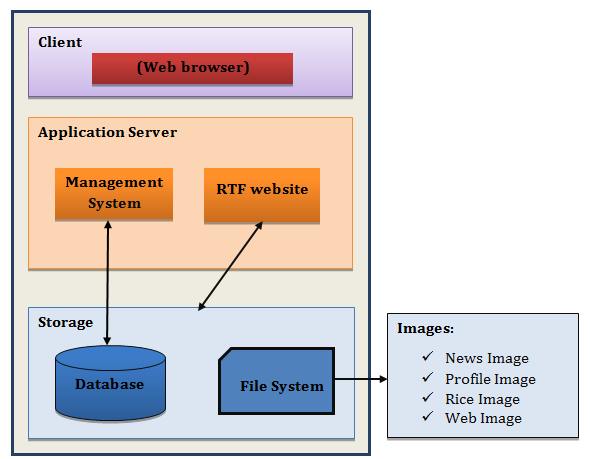 Client
(Web browser)
Application Server
Management
System
RTF website
Storage
Database
File System
Images:
✓ News Image
✓ Profile Image
✓ Rice Image
✓ Web Image